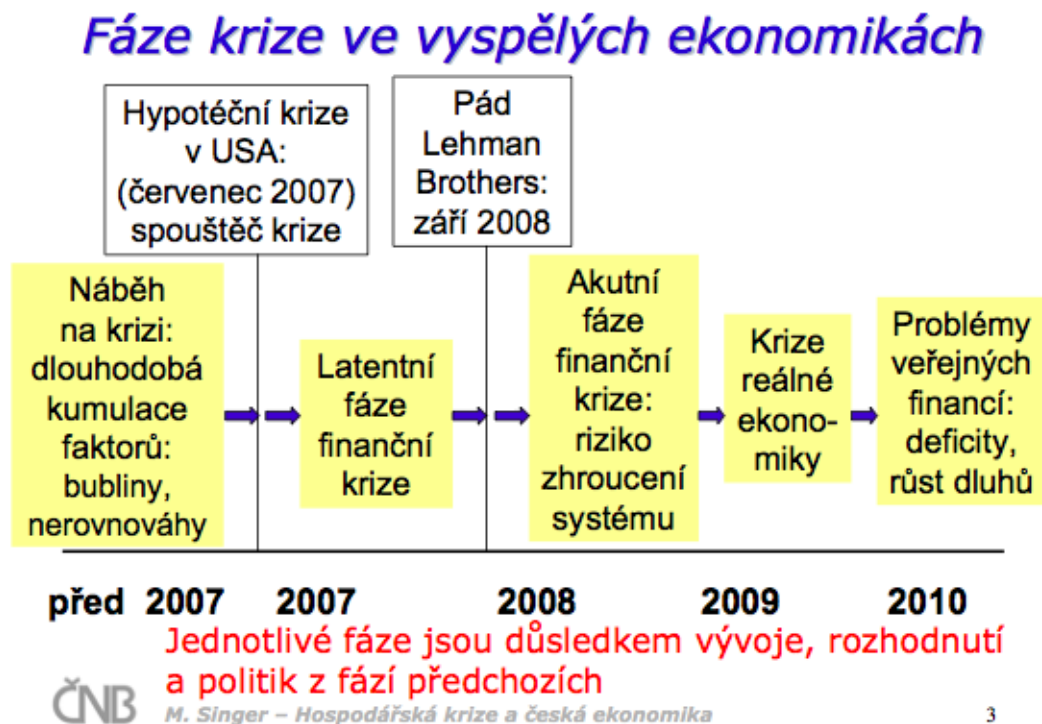 Fáze krize ve vyspělých ekonomikách
Hypotéční krize
v USA:
(červenec 2007)
spouštěč krize
Pád
Lehman
Brothers:
září 2008
Náběh
na krizi:
dlouhodobá
kumulace
faktorů:
bubliny,
nerovnováhy
Latentní
fáze
finanční
krize
Akutní
fáze
finanční
krize:
riziko
zhroucení
systému
Krize
reálné
ekono-
miky
Problémy
veřejných
financí:
deficity,
růst dluhů
před 2007 2007 2008 2009 2010
Jednotlivé fáze jsou důsledkem vývoje, rozhodnutí
a politik z fází předchozích
ČNB M. Singer – Hospodářská krize a česká ekonomika 3